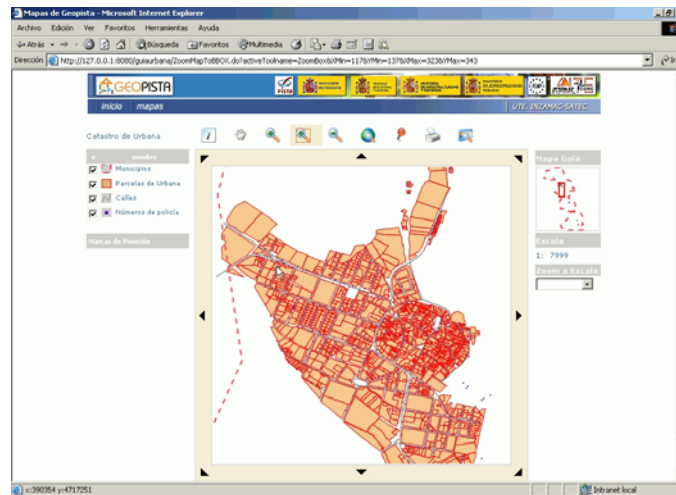 Mapas de Geopista - Microsoft Internet Explorer
Archivo Edición Ver Favoritos Herramientas Ayuda
Atrás Búsqueda Favoritos Multimedia
Dirección http://127.0.0.1:8080/guiaurbana/ZoomMapToBBOX.do?activeToolname=ZoomBox&XMin=117&YMin=137&XMax=323&YMax=343 Ir
GEOPISTA PISTA
inicio mapas UTE. INZAMAC-SATEC
Catastro de Urbana
v nombre
Municipios
Parcelas de Urbana
Calles
Números de policía
Marcas de Posición
Mapa Guía
Escala
1: 7999
Zoom a Escala
x:390354 y:4717251 Intranet local